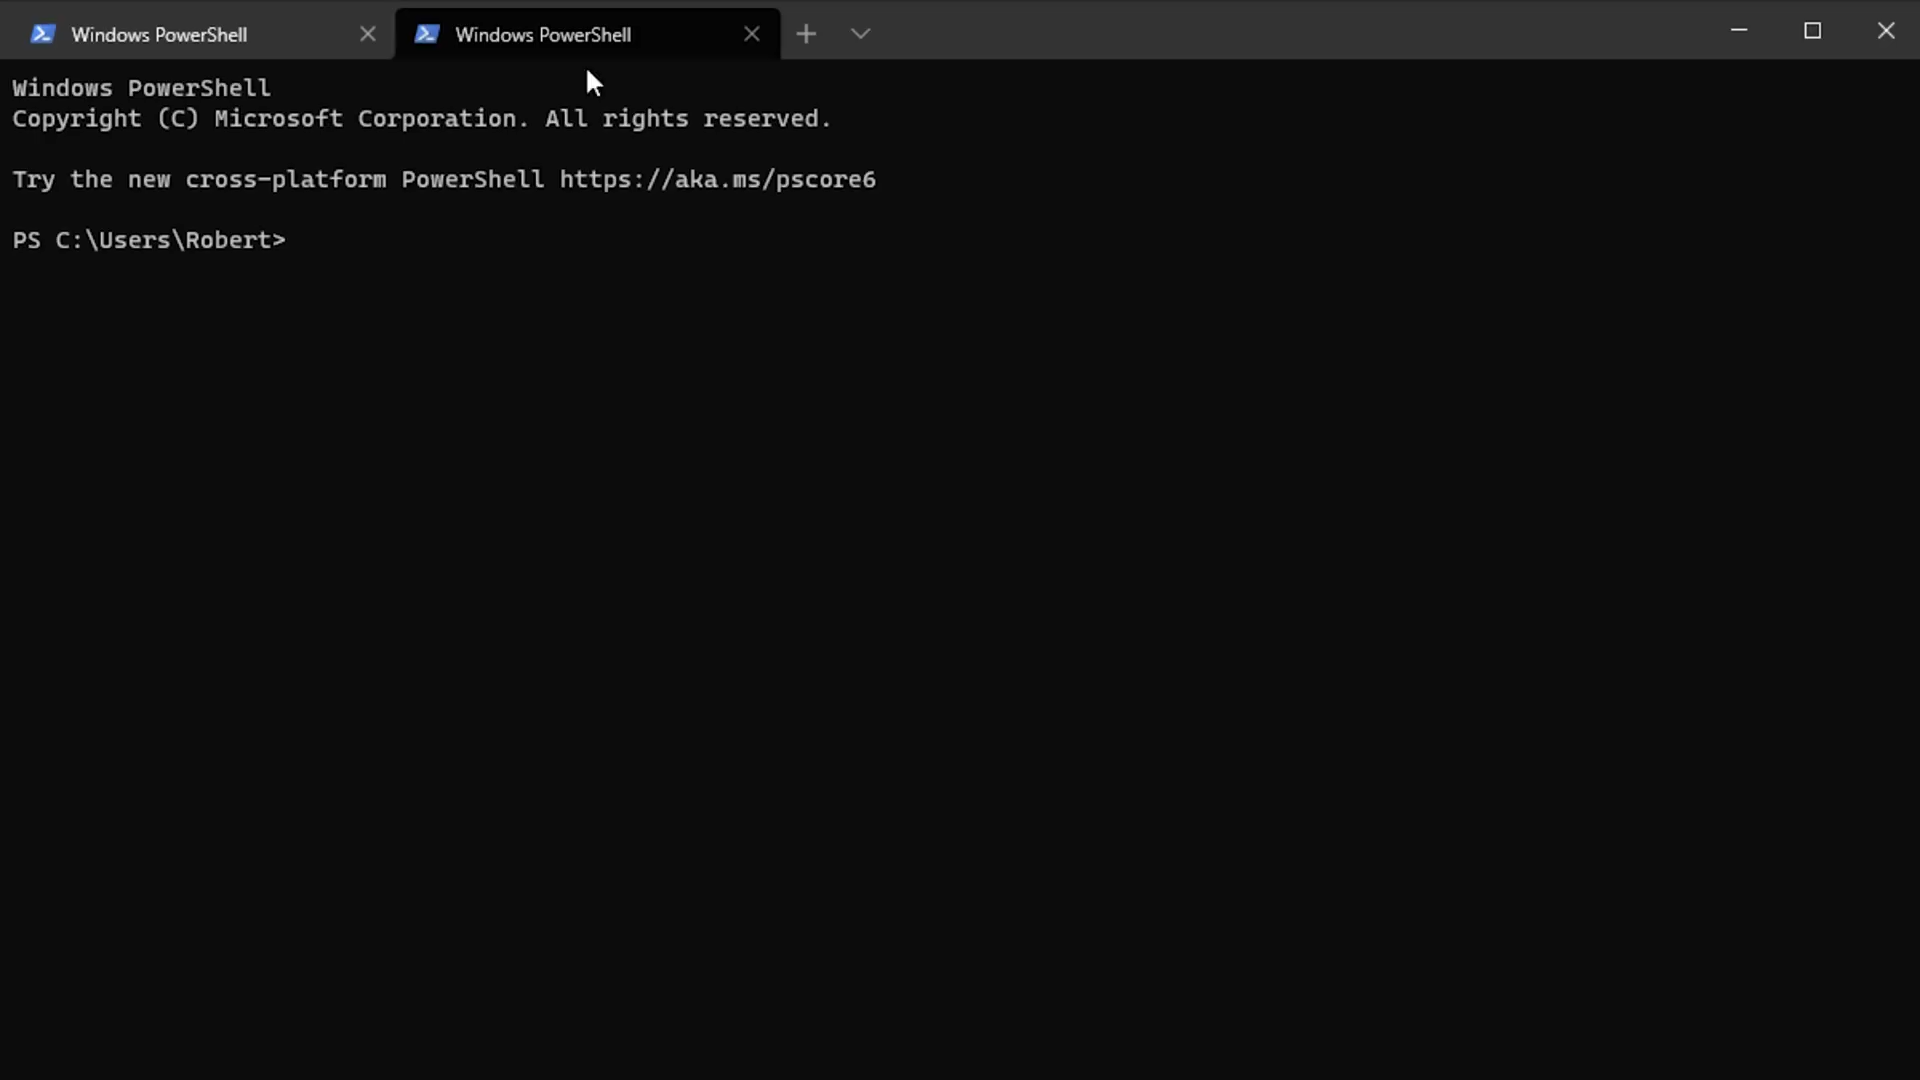 Windows PowerShell
Windows PowerShell
Windows PowerShell
Copyright (C) Microsoft Corporation. All rights reserved.
Try the new cross-platform PowerShell https://aka.ms/pscore6
PS C:\Users\Robert>